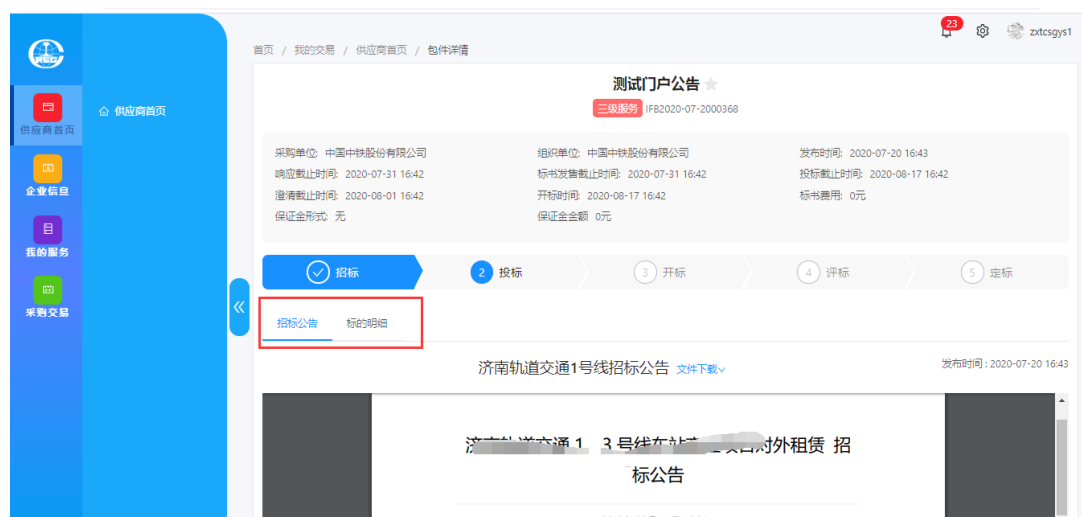 23
zxtcsgys1
首页 / 我的交易 / 供应商首页 / 包件详情
供应商首页
供应商首页
企业信息
我的服务
采购交易
测试门户公告
三级服务 IFB2020-07-2000368
采购单位: 中国中铁股份有限公司 组织单位: 中国中铁股份有限公司 发布时间: 2020-07-20 16:43
响应截止时间: 2020-07-31 16:42 标书发售截止时间: 2020-07-31 16:42 投标截止时间: 2020-08-17 16:42
澄清截止时间: 2020-08-01 16:42 开标时间: 2020-08-17 16:42 标书费用: 0元
保证金形式: 无 保证金金额 0元
招标 2 投标 3 开标 4 评标 5 定标
招标公告 标的明细
济南轨道交通1号线招标公告 文件下载 发布时间 : 2020-07-20 16:43
1、3号线 对外租赁 招
标公告